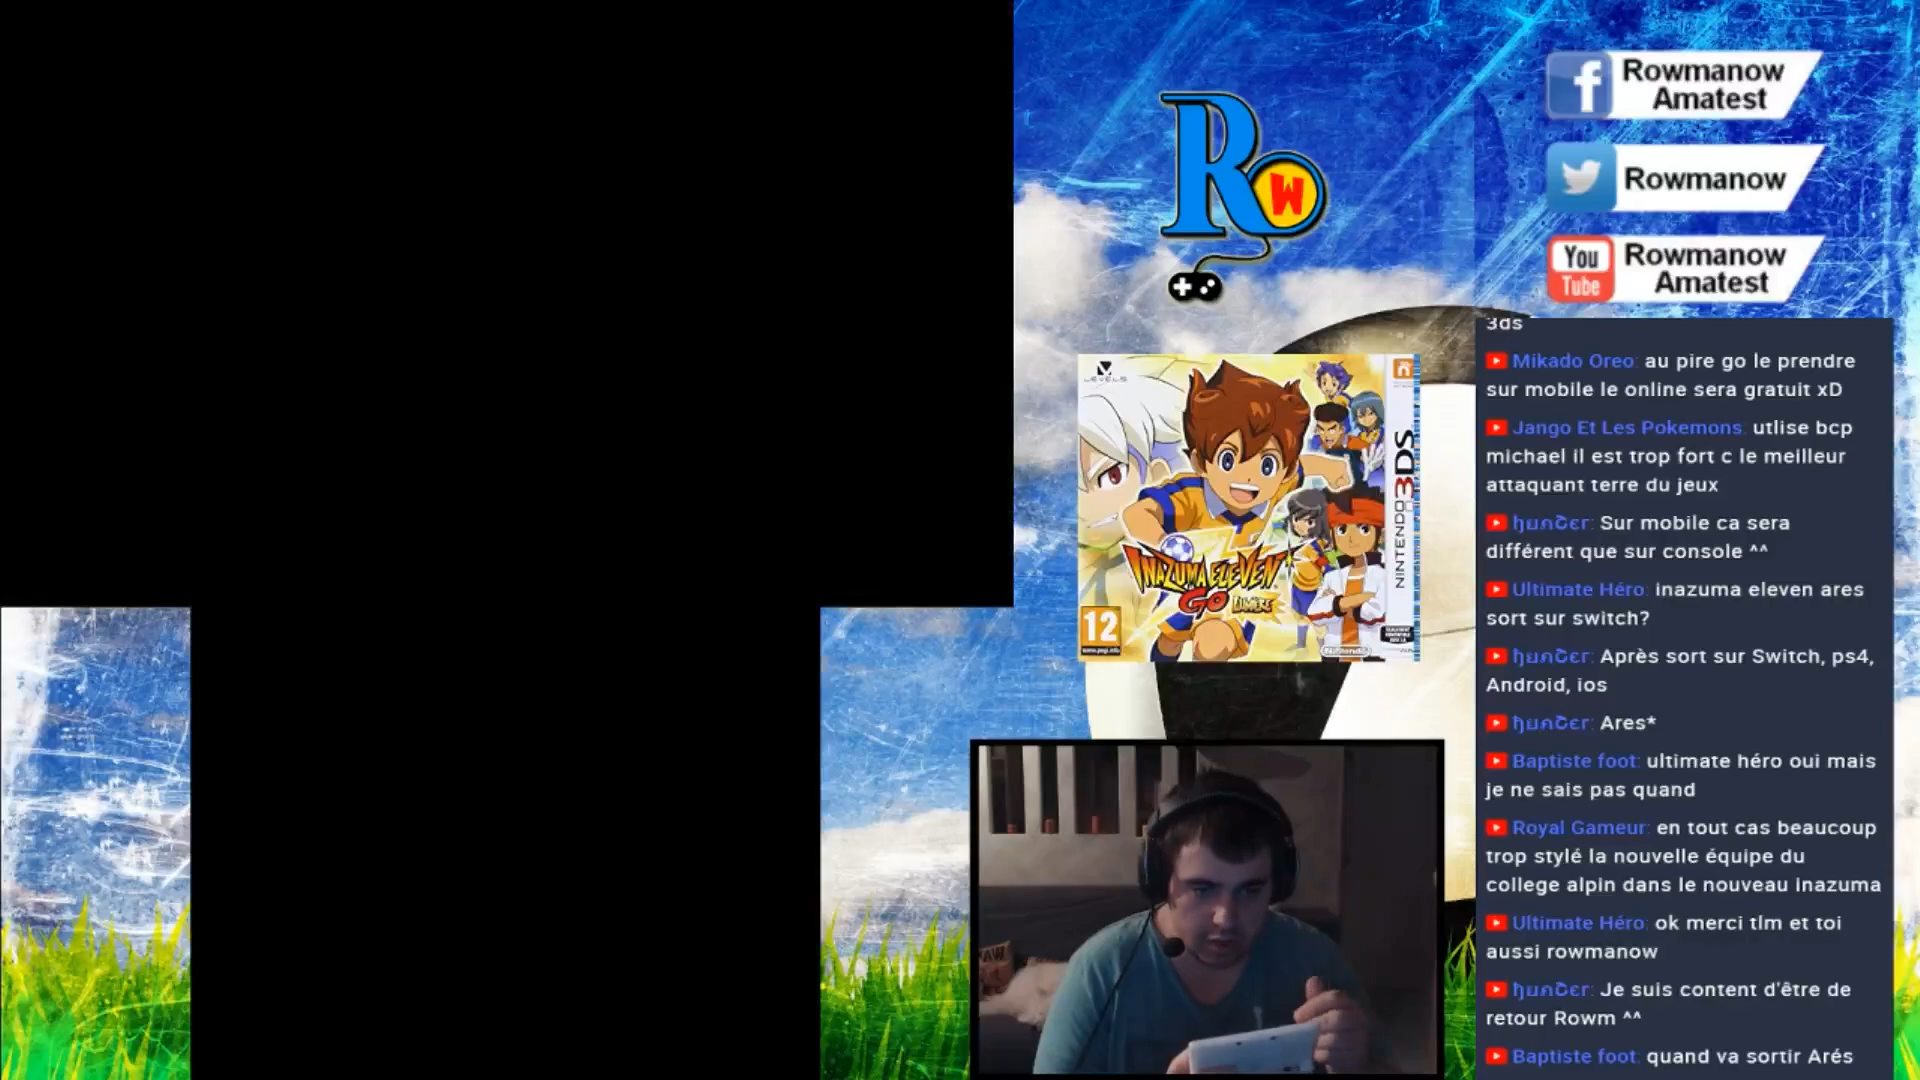 Rowmanow
Amatest
Rowmanow
You
Tube
Rowmanow
Amatest
R
W
LEVEL5
INAZUMA ELEVEN
GO LUMIÈRE
12
www.pegi.info
Nintendo
NINTENDO 3DS
3ds
Mikado Oreo: au pire go le prendre
sur mobile le online sera gratuit xD
Jango Et Les Pokemons: utlise bcp
michael il est trop fort c le meilleur
attaquant terre du jeux
Sur mobile ca sera
différent que sur console ^^
Ultimate Héro: inazuma eleven ares
sort sur switch?
Après sort sur Switch, ps4,
Android, ios
Ares*
Baptiste foot: ultimate héro oui mais
je ne sais pas quand
Royal Gameur: en tout cas beaucoup
trop stylé la nouvelle équipe du
college alpin dans le nouveau inazuma
Ultimate Héro: ok merci tlm et toi
aussi rowmanow
Je suis content d'être de
retour Rowm ^^
Baptiste foot: quand va sortir Arés